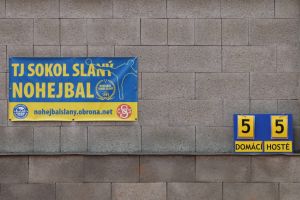 TJ SOKOL SLANÝ
NOHEJBAL
nohejbalslany.obrona.net
5 5
DOMÁCÍ HOSTÉ